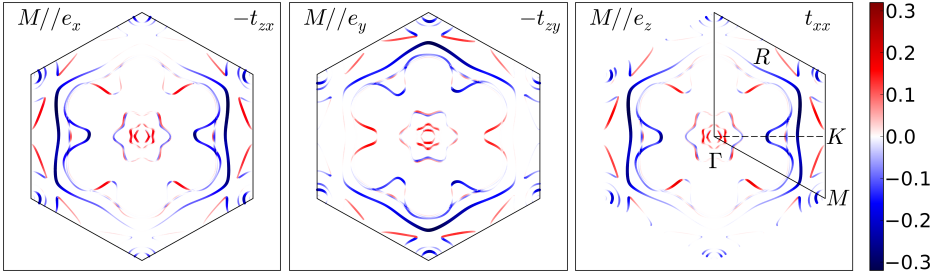 M//e_x −t_zx
M//e_y −t_zy
M//e_z t_xx
R
K
Γ
M
0.3
0.2
0.1
0.0
−0.1
−0.2
−0.3